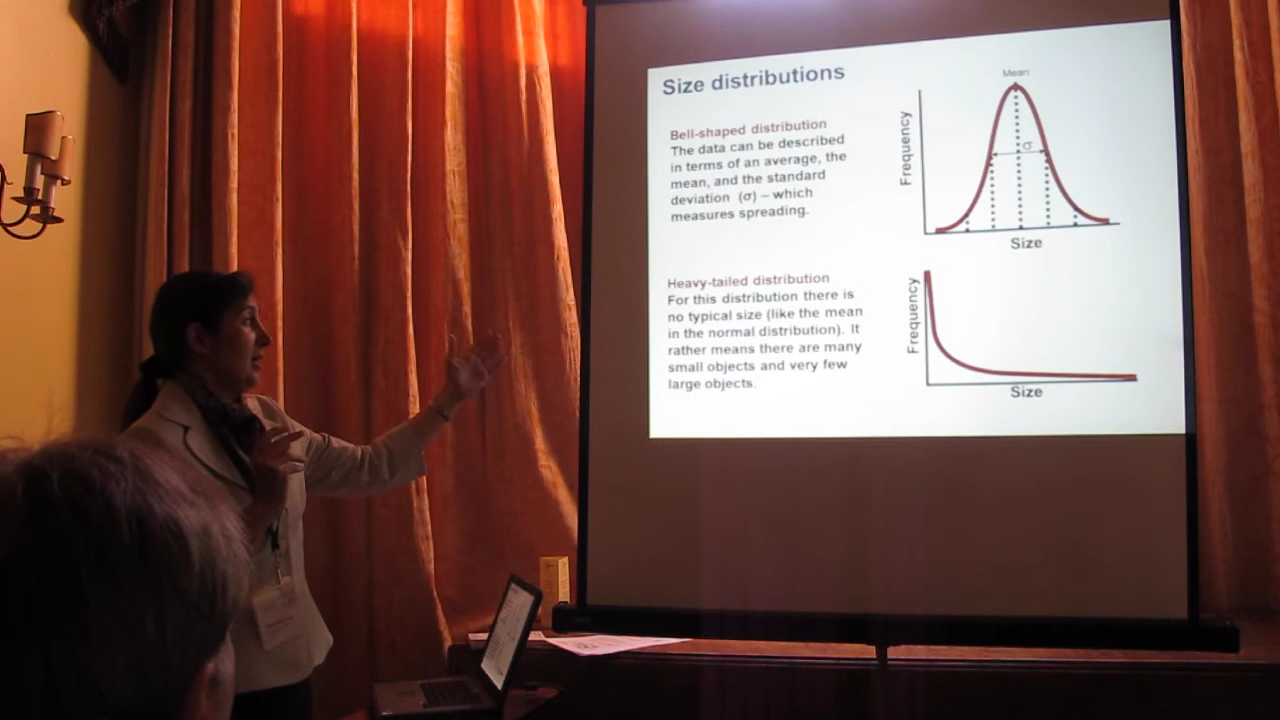 Size distributions
Bell-shaped distribution
The data can be described
in terms of an average, the
mean, and the standard
deviation (σ) – which
measures spreading.
Mean
σ
Frequency
Size
Heavy-tailed distribution
For this distribution there is
no typical size (like the mean
in the normal distribution). It
rather means there are many
small objects and very few
large objects.
Frequency
Size